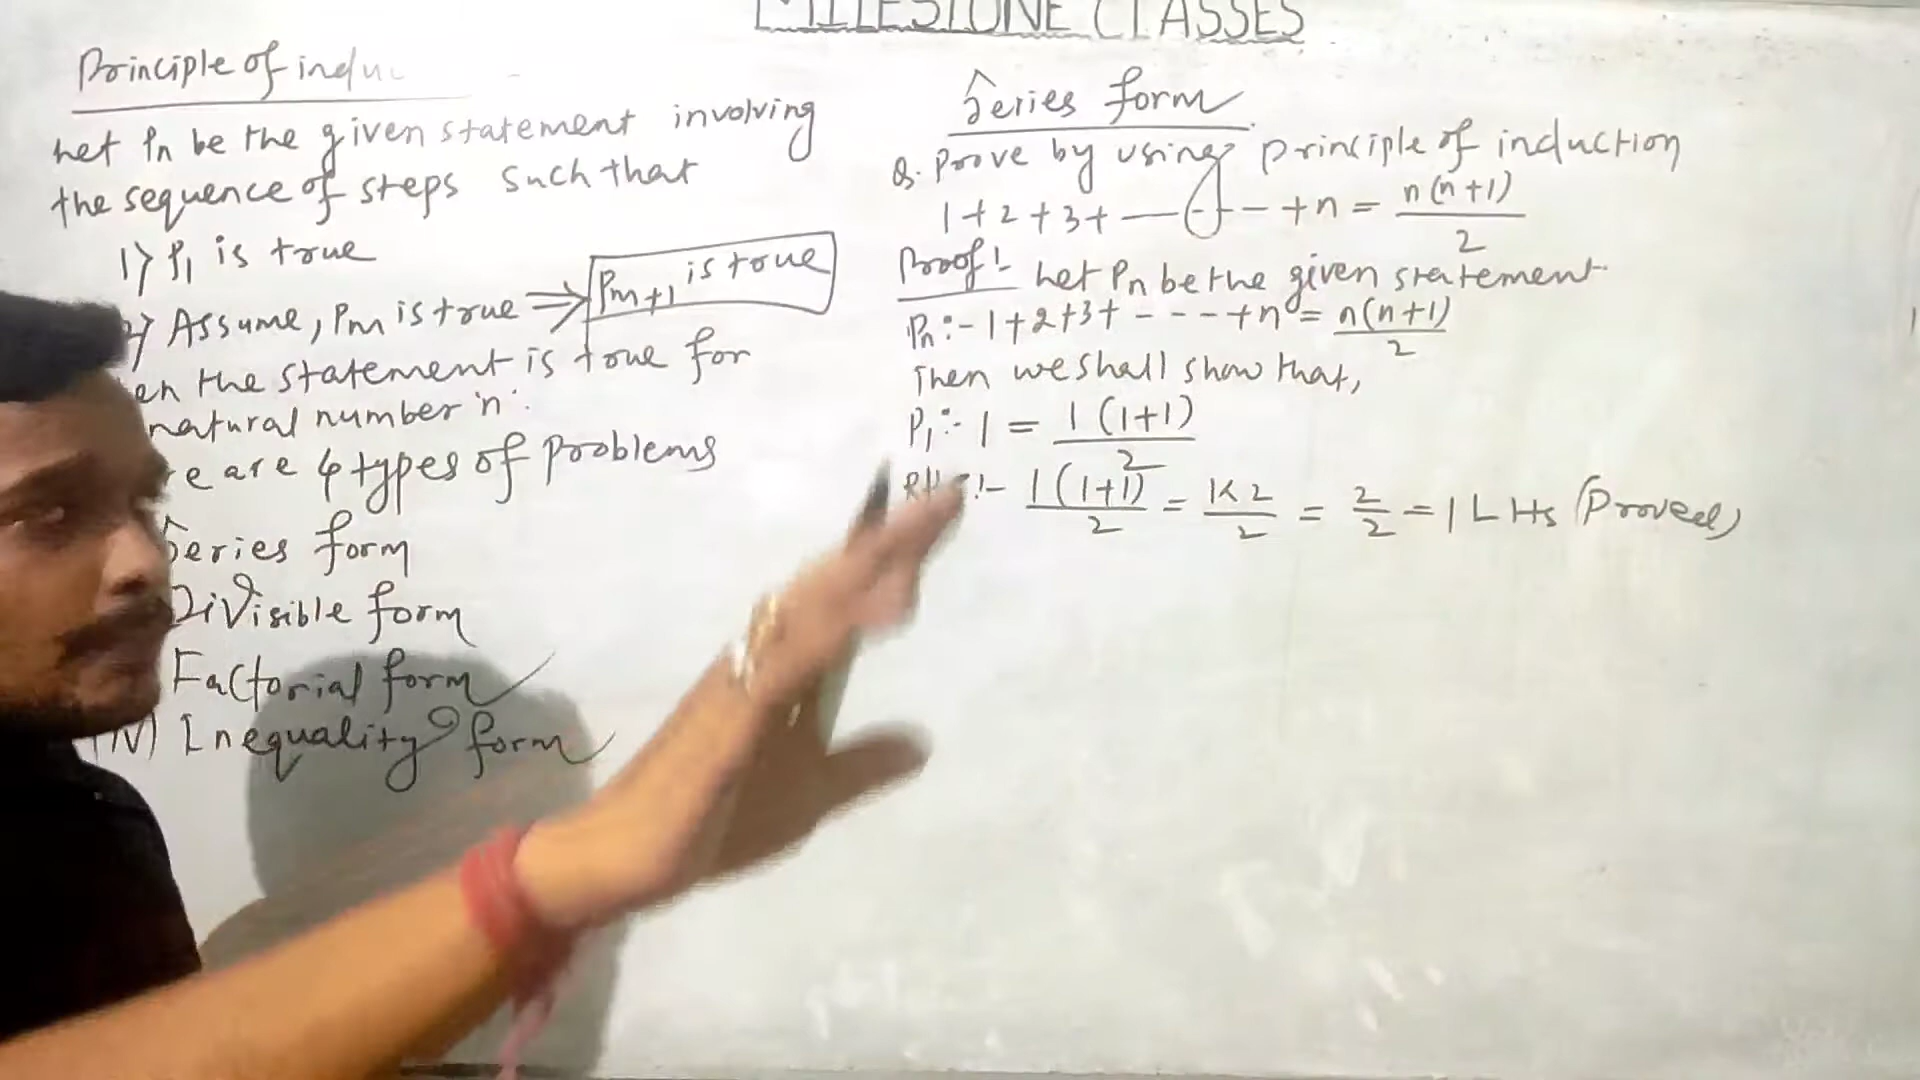 MILESTONE CLASSES
Principle of indu
Let Pn be the given statement involving
the sequence of steps such that
1) P1 is true
2) Assume, Pm is true ⇒ Pm+1 is true
en the statement is true for
natural number 'n'.
e are 4 types of problems
Series form
Divisible form
Factorial form
(IV) Inequality form
Series form
Q. Prove by using principle of induction
1+2+3+ ------ +n = n(n+1)/2
Proof:- Let Pn be the given statement
Pn:- 1+2+3+ ---- +n = n(n+1)/2
Then we shall show that,
P1:- 1 = 1(1+1)/2
RHS:- 1(1+1)/2 = 1×2/2 = 2/2 = 1 LHS (Proved)